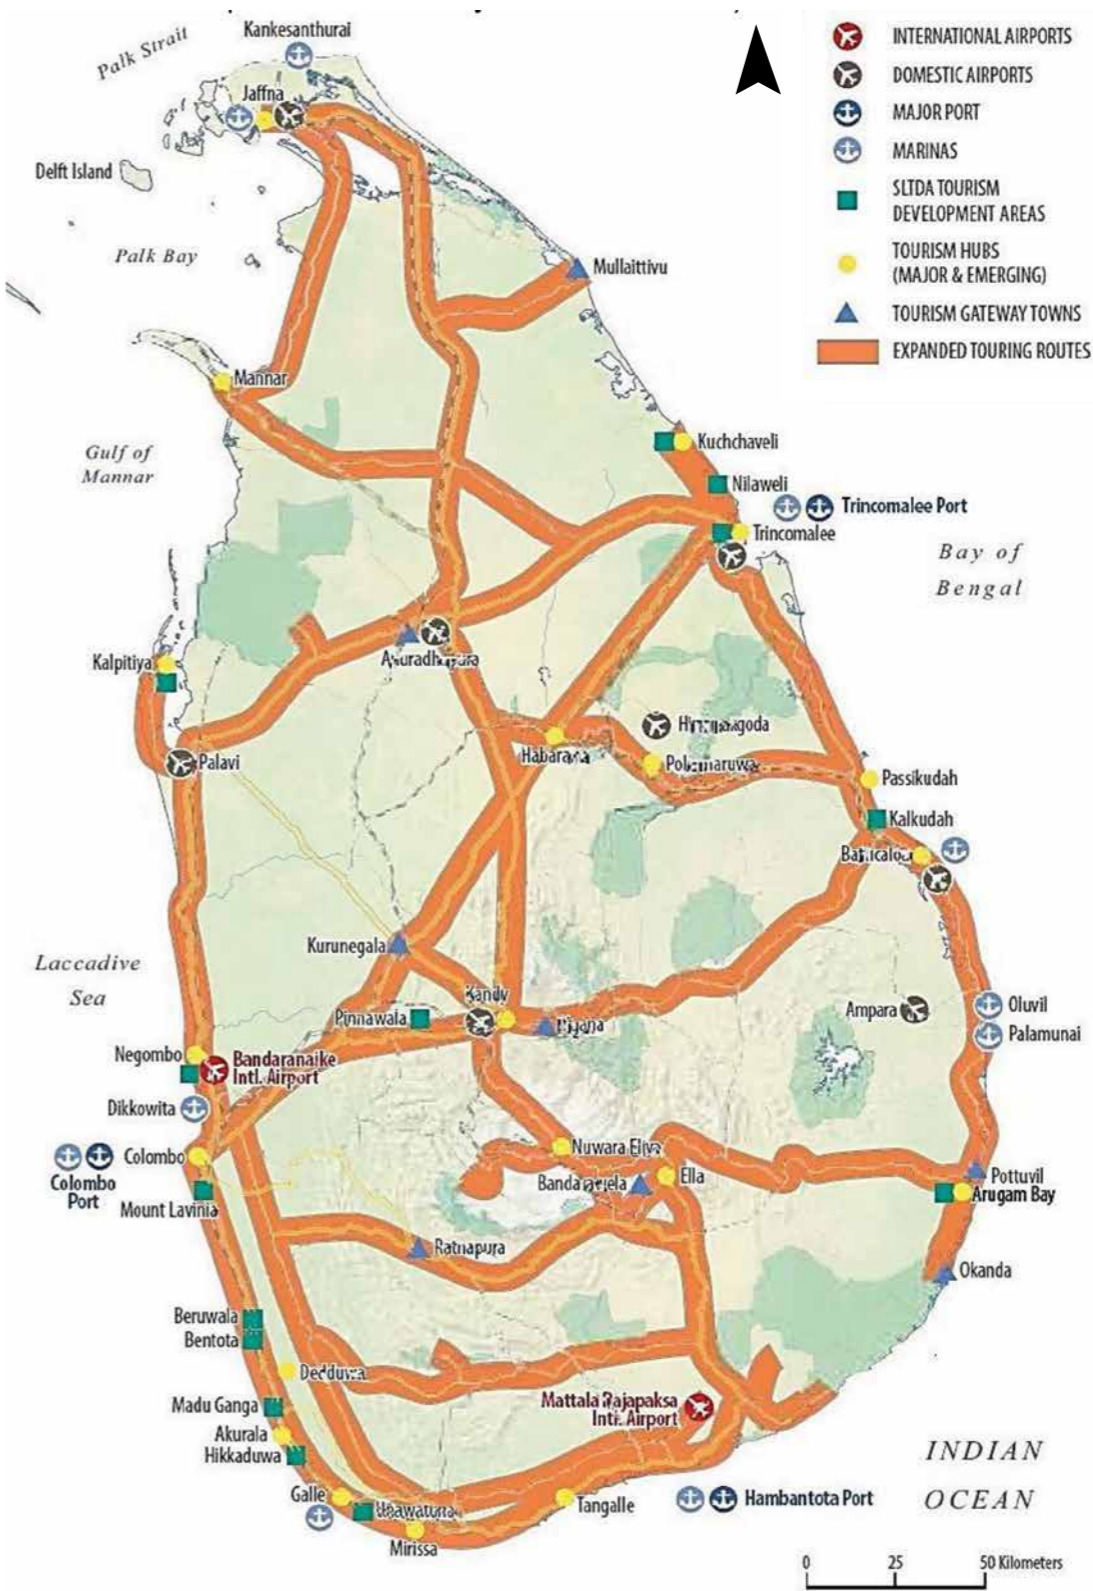 Kankesanthurai
Palk Strait
Jaffna
Delft Island
Palk Bay
Mullaittivu
Mannar
Gulf of
Mannar
Kuchchaveli
Nilaweli
Trincomalee Port
Trincomalee
Bay of
Bengal
Kalpitiya
Palavi
Passikudah
Kalkudah
Kurunegala
Laccadive
Sea
Kandy
Pinnawala
Ampara
Oluvil
Palamunai
Negombo
Bandaranaike
Intl. Airport
Dikkowita
Colombo
Colombo
Port
Mount Lavinia
Nuwara Eliya
Ella
Pottuvil
Arugam Bay
Ratnapura
Okanda
Beruwala
Bentota
Madu Ganga
Mattala Rajapaksa
Intl. Airport
Akurala
Hikkaduwa
Galle
Tangalle
Mirissa
Hambantota Port
INDIAN
OCEAN
INTERNATIONAL AIRPORTS
DOMESTIC AIRPORTS
MAJOR PORT
MARINAS
SLTDA TOURISM
DEVELOPMENT AREAS
TOURISM HUBS
(MAJOR & EMERGING)
TOURISM GATEWAY TOWNS
EXPANDED TOURING ROUTES
0 25 50 Kilometers